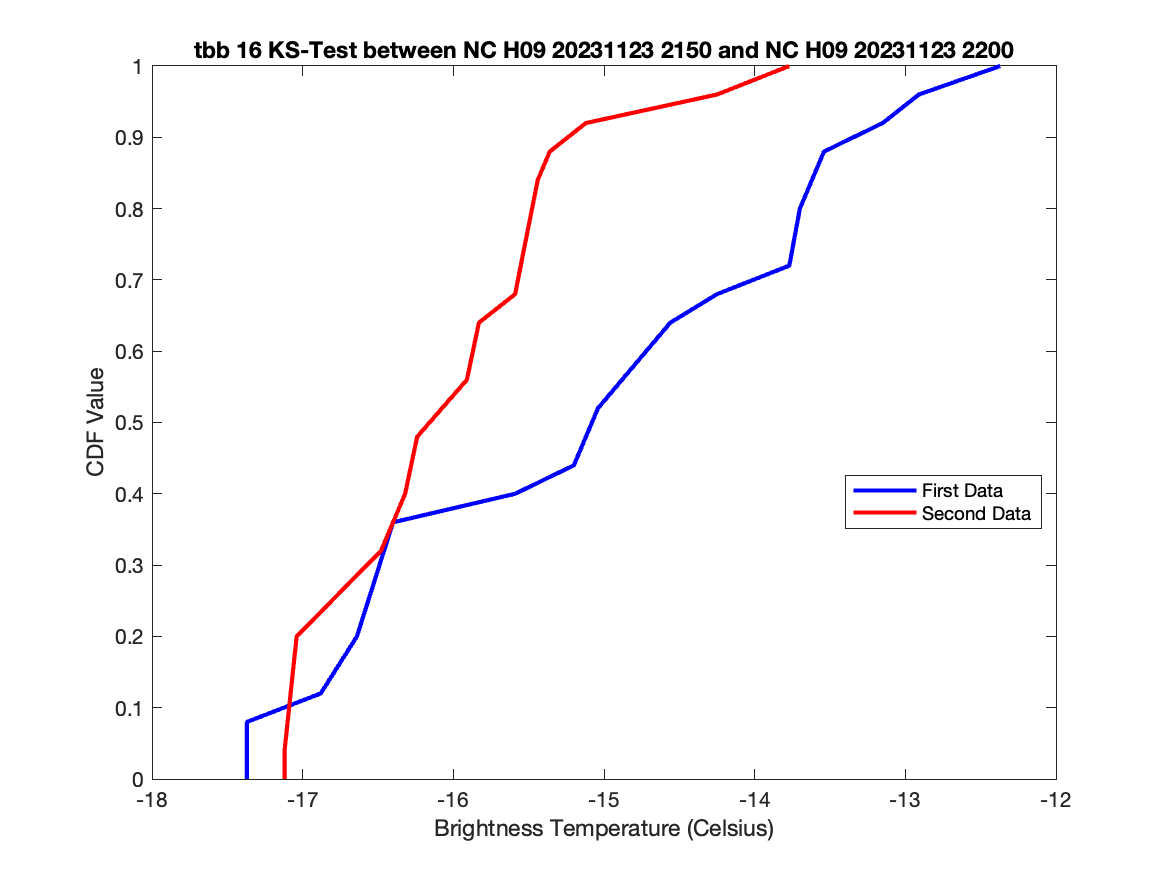 tbb 16 KS-Test between NC H09 20231123 2150 and NC H09 20231123 2200
1
0.9
0.8
0.7
0.6
0.5
0.4
0.3
0.2
0.1
0
CDF Value
First Data
Second Data
-18 -17 -16 -15 -14 -13 -12
Brightness Temperature (Celsius)